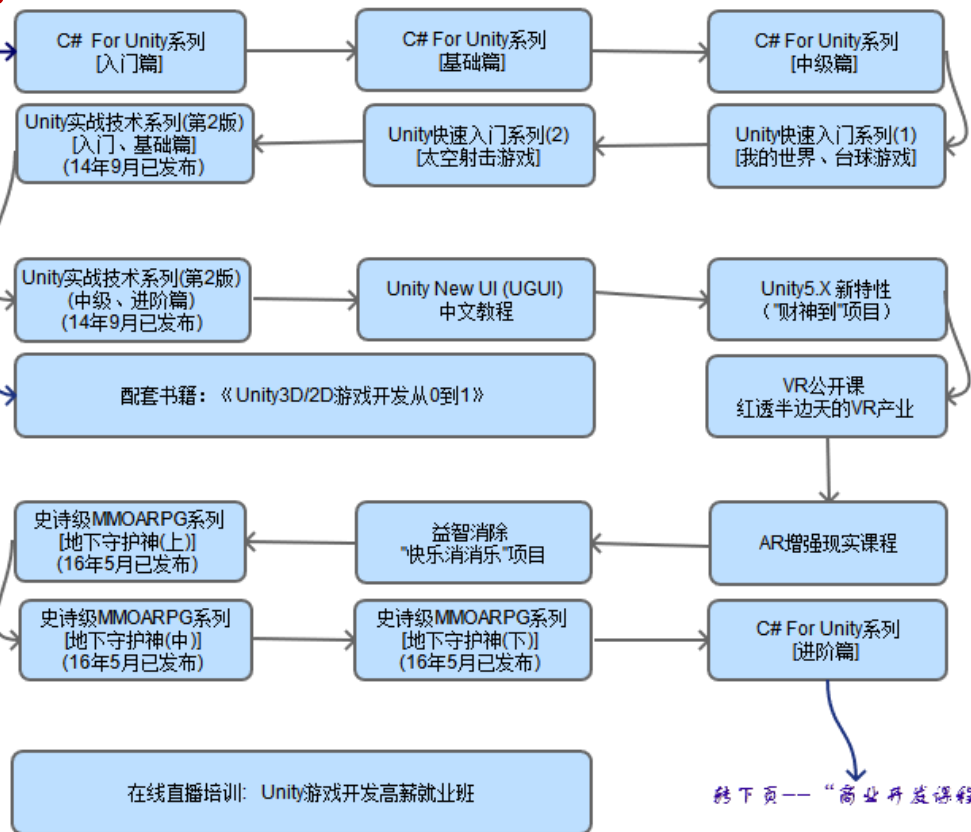 C# For Unity系列
[入门篇]
C# For Unity系列
[基础篇]
C# For Unity系列
[中级篇]
Unity实战技术系列(第2版)
[入门、基础篇]
(14年9月已发布)
Unity快速入门系列(2)
[太空射击游戏]
Unity快速入门系列(1)
[我的世界、台球游戏]
Unity实战技术系列(第2版)
(中级、进阶篇)
(14年9月已发布)
Unity New UI (UGUI)
中文教程
Unity5.X 新特性
("财神到"项目)
配套书籍：《Unity3D/2D游戏开发从0到1》
VR公开课
红透半边天的VR产业
史诗级MMOARPG系列
[地下守护神(上)]
(16年5月已发布)
益智消除
"快乐消消乐"项目
AR增强现实课程
史诗级MMOARPG系列
[地下守护神(中)]
(16年5月已发布)
史诗级MMOARPG系列
[地下守护神(下)]
(16年5月已发布)
C# For Unity系列
[进阶篇]
在线直播培训: Unity游戏开发高薪就业班
转下页——“商业开发课程